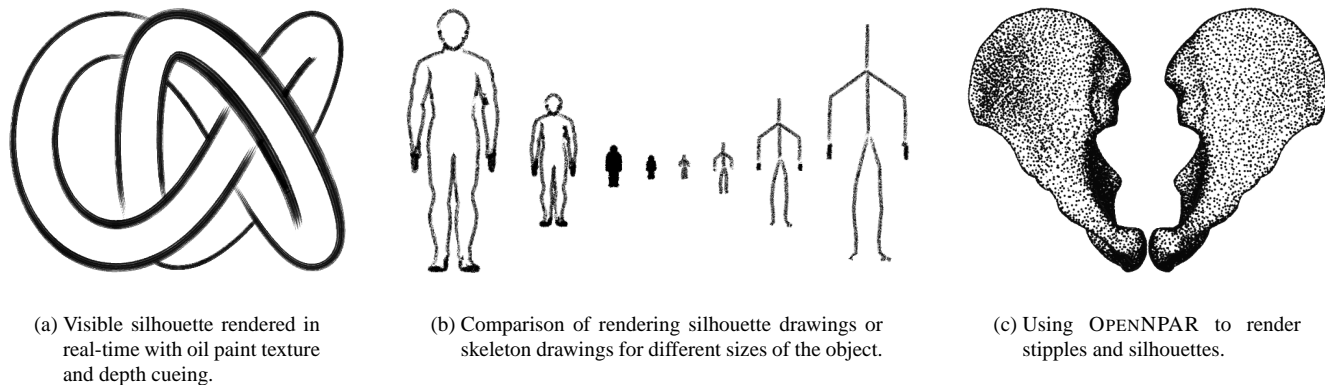 (a) Visible silhouette rendered in
real-time with oil paint texture
and depth cueing.
(b) Comparison of rendering silhouette drawings or
skeleton drawings for different sizes of the object.
(c) Using OPENNPAR to render
stipples and silhouettes.